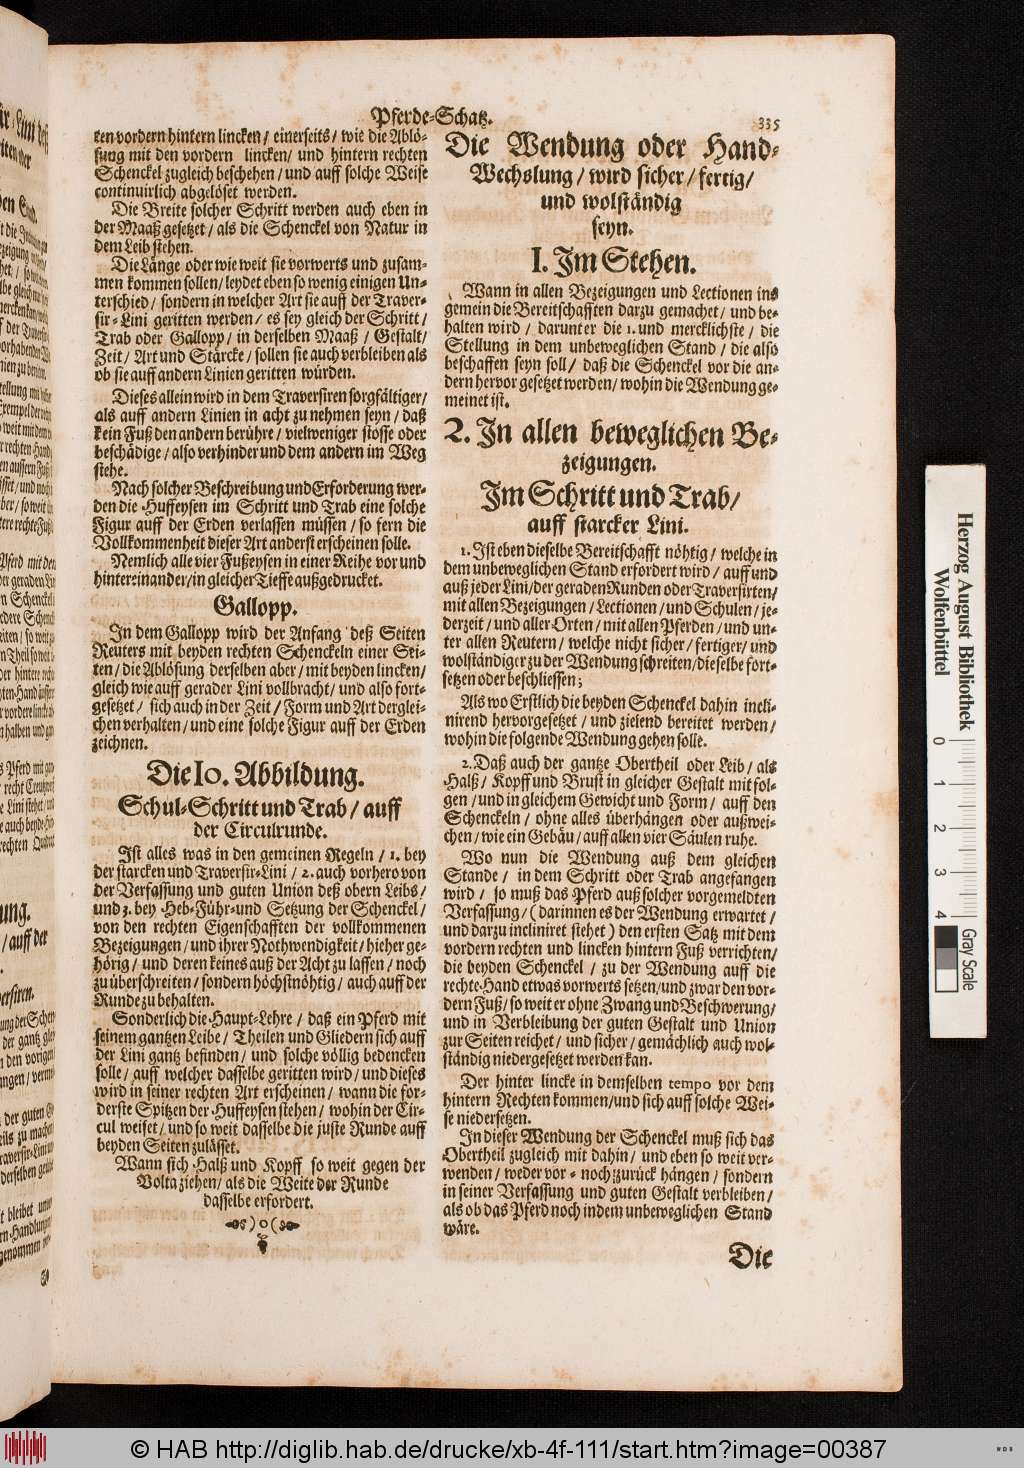 Pferde-Schatz.
335
ten vordern hintern lincken / einerseits / wie die Ablö-
sung mit den vordern lincken / und hintern rechten
Schenckel zugleich beschehen / und auff solche Weise
continuirlich abgelöset werden.
Die Breite solcher Schritt werden auch eben in
der Maaß gesetzet / als die Schenckel von Natur in
dem Leib stehen.
Die Länge oder wie weit sie vorwerts und zusam-
men kommen sollen / leydet eben so wenig einigen Un-
terschied / sondern in welcher Art sie auff der Traver-
sir-Lini geritten werden / es sey gleich der Schritt /
Trab oder Gallopp / in derselben Maaß / Gestalt /
Zeit / Art und Stärcke / sollen sie auch verbleiben als
ob sie auff andern Linien geritten würden.
Dieses allein wird in dem Traversiren sorgfältiger /
als auff andern Linien in acht zu nehmen seyn / daß
kein Fuß den andern berühre / vielweniger stosse oder
beschädige / also verhinder und dem andern im Weg
stehe.
Nach solcher Beschreibung und Erforderung wer-
den die Huffeysen im Schritt und Trab eine solche
Figur auff der Erden verlassen müssen / so fern die
Vollkommenheit dieser Art anderst erscheinen solle.
Nemlich alle vier Fußeysen in einer Reihe vor und
hintereinander / in gleicher Tieffe außgedrucket.
Gallopp.
In dem Gallopp wird der Anfang deß Seiten
Reuters mit beyden rechten Schenckeln einer Sei-
ten / die Ablösung derselben aber / mit beyden lincken /
gleich wie auff gerader Lini vollbracht / und also fort-
gesetzet / sich auch in der Zeit / Form und Art derglei-
chen verhalten / und eine solche Figur auff der Erden
zeichnen.
Die 10. Abbildung.
Schul-Schritt und Trab / auff
der Circulrunde.
Ist alles was in den gemeinen Regeln / 1. bey
der starcken und Traversir-Lini / 2. auch vorhero von
der Verfassung und guten Union deß obern Leibs /
und 3. bey Heb-Führ-und Setzung der Schenckel /
von den rechten Eigenschafften der vollkommenen
Bezeigungen / und ihrer Nothwendigkeit / hieher ge-
hörig / und deren keines auß der Acht zu lassen / noch
zu überschreiten / sondern höchstnöhtig / auch auff der
Runde zu behalten.
Sonderlich die Haupt-Lehre / daß ein Pferd mit
seinem gantzen Leibe / Theilen und Gliedern sich auff
der Lini gantz befinden / und solche völlig bedencken
solle / auff welcher dasselbe geritten wird / und dieses
wird in seiner rechten Art erscheinen / wann die for-
derste Spitzen der Huffeysen stehen / wohin der Cir-
cul weiset / und so weit dasselbe die juste Runde auff
beyden Seiten zulässet.
Wann sich Halß und Kopff so weit gegen der
Volta ziehen / als die Weite der Runde
dasselbe erfordert.
Die Wendung oder Hand-
Wechslung / wird sicher / fertig /
und wolständig
seyn.
I. Im Stehen.
Wann in allen Bezeigungen und Lectionen ins
gemein die Bereitschafften darzu gemachet / und be-
halten wird / darunter die 1. und mercklichste / die
Stellung in dem unbeweglichen Stand / die also
beschaffen seyn soll / daß die Schenckel vor die an-
dern hervor gesetzet werden / wohin die Wendung ge-
meinet ist.
2. In allen beweglichen Be-
zeigungen.
Im Schritt und Trab /
auff starcker Lini.
1. Ist eben dieselbe Bereitschafft nöhtig / welche in
dem unbeweglichen Stand erfordert wird / auff und
auß jeder Lini / der geraden Runden oder Traversirten /
mit allen Bezeigungen / Lectionen / und Schulen / je-
derzeit / und aller Orten / mit allen Pferden / und un-
ter allen Reutern / welche nicht sicher / fertiger / und
wolständiger zu der Wendung schreiten / dieselbe fort-
setzen oder beschliessen;
Als wo Erstlich die beyden Schenckel dahin incli-
nirend hervorgesetzet / und zielend bereitet werden /
wohin die folgende Wendung gehen solle.
2. Daß auch der gantze Obertheil oder Leib / als
Halß / Kopff und Brust in gleicher Gestalt mit fol-
gen / und in gleichem Gewicht und Form / auff den
Schenckeln / ohne alles überhängen oder außwei-
chen / wie ein Gebäu / auff allen vier Säulen ruhe.
Wo nun die Wendung auß dem gleichen
Stande / in dem Schritt oder Trab angefangen
wird / so muß das Pferd auß solcher vorgemeldten
Verfassung / (darinnen es der Wendung erwartet /
und darzu incliniret stehet) den ersten Satz mit dem
vordern rechten und lincken hintern Fuß verrichten /
die beyden Schenckel / zu der Wendung auff die
rechte Hand etwas vorwerts setzen / und zwar den vor-
dern Fuß / so weit er ohne Zwang und Beschwerung /
und in Verbleibung der guten Gestalt und Union
zur Seiten reichet / und sicher / gemächlich auch wol-
ständig niedergesetzet werden kan.
Der hinter lincke in demselben tempo vor dem
hintern Rechten kommen / und sich auff solche Wei-
se niedersetzen.
In dieser Wendung der Schenckel muß sich das
Obertheil zugleich mit dahin / und eben so weit ver-
wenden / weder vor- noch zurück hängen / sondern
in seiner Verfassung und guten Gestalt verbleiben /
als ob das Pferd noch in dem unbeweglichen Stand
wäre.
Die
Herzog August Bibliothek
Wolfenbüttel
0 1 2 3 4
Gray Scale
© HAB http://diglib.hab.de/drucke/xb-4f-111/start.htm?image=00387